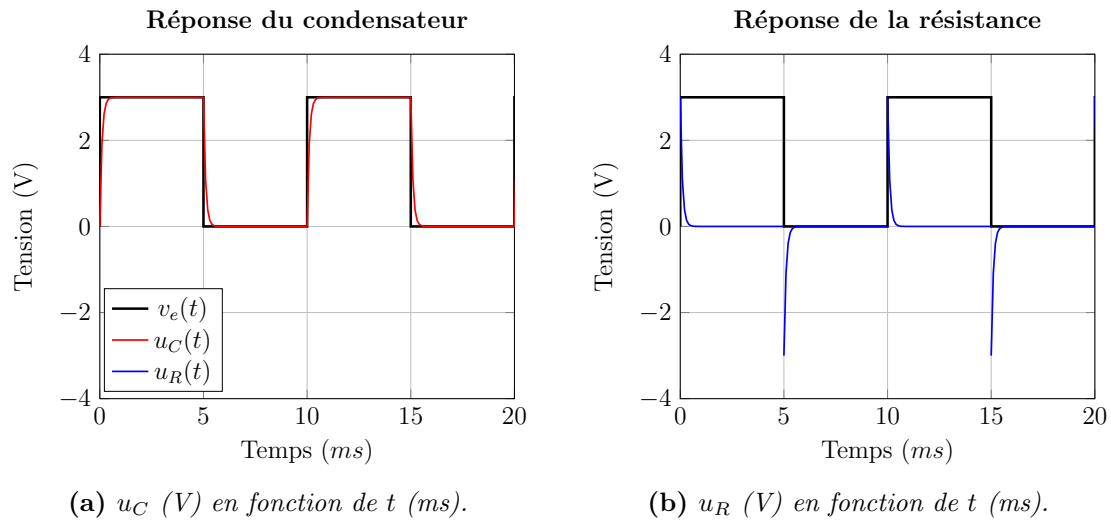 Réponse du condensateur
4
2
0
−2
−4
Tension (V)
v_e(t)
u_C(t)
u_R(t)
0
5
10
15
20
Temps (ms)
(a) u_C (V) en fonction de t (ms).
Réponse de la résistance
4
2
0
−2
−4
Tension (V)
0
5
10
15
20
Temps (ms)
(b) u_R (V) en fonction de t (ms).